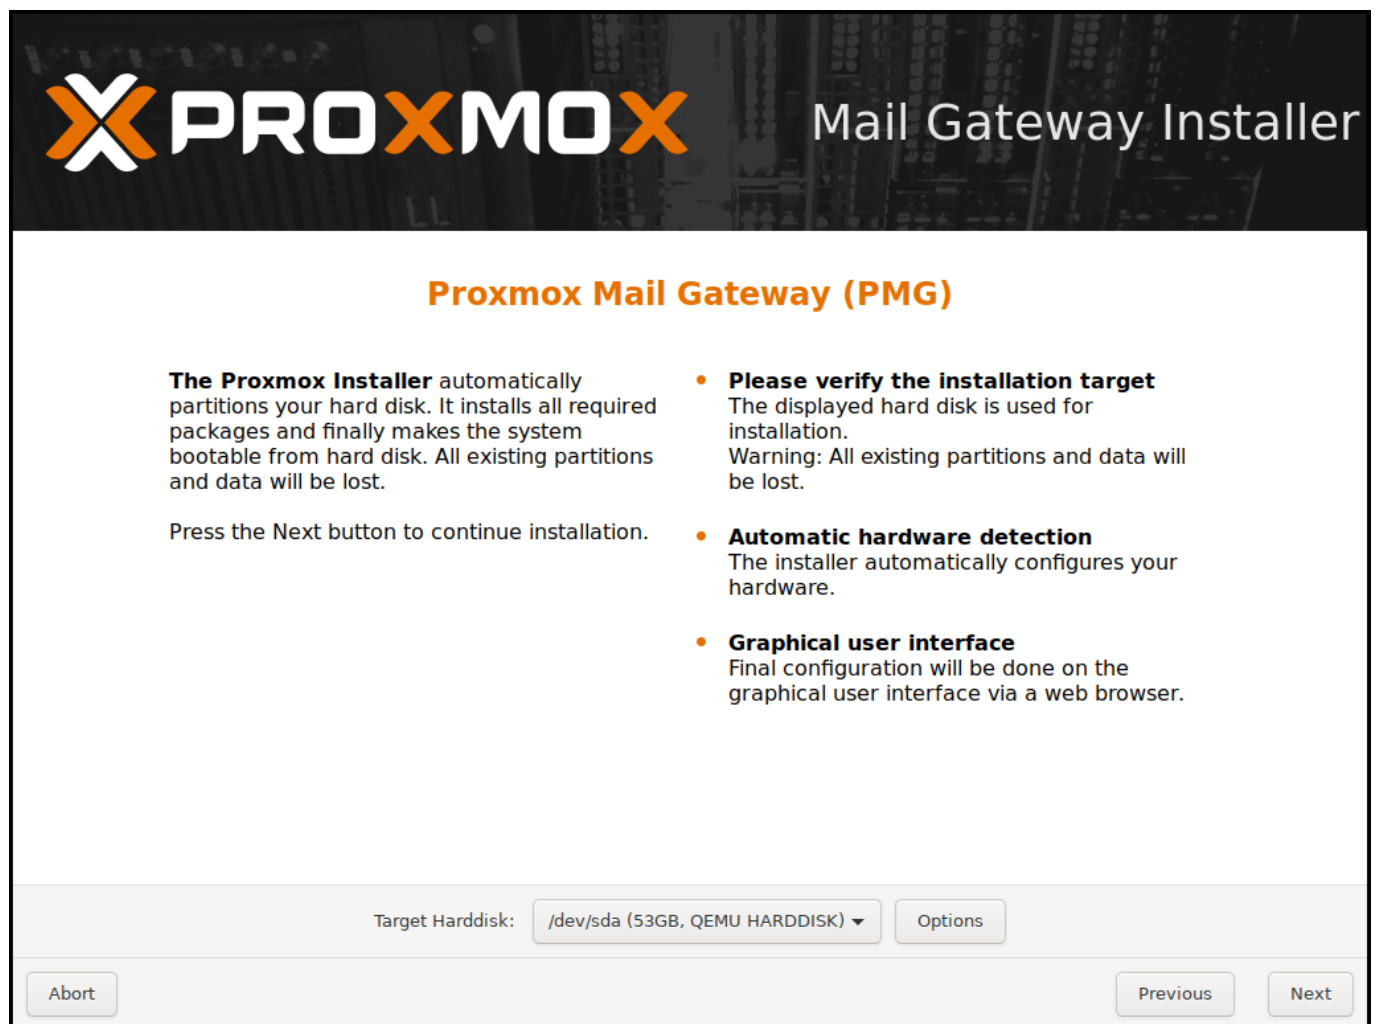 PROXMOX
Mail Gateway Installer
Proxmox Mail Gateway (PMG)
The Proxmox Installer automatically
partitions your hard disk. It installs all required
packages and finally makes the system
bootable from hard disk. All existing partitions
and data will be lost.
Press the Next button to continue installation.
Please verify the installation target
The displayed hard disk is used for
installation.
Warning: All existing partitions and data will
be lost.
Automatic hardware detection
The installer automatically configures your
hardware.
Graphical user interface
Final configuration will be done on the
graphical user interface via a web browser.
Target Harddisk:
/dev/sda (53GB, QEMU HARDDISK)
Options
Abort
Previous
Next